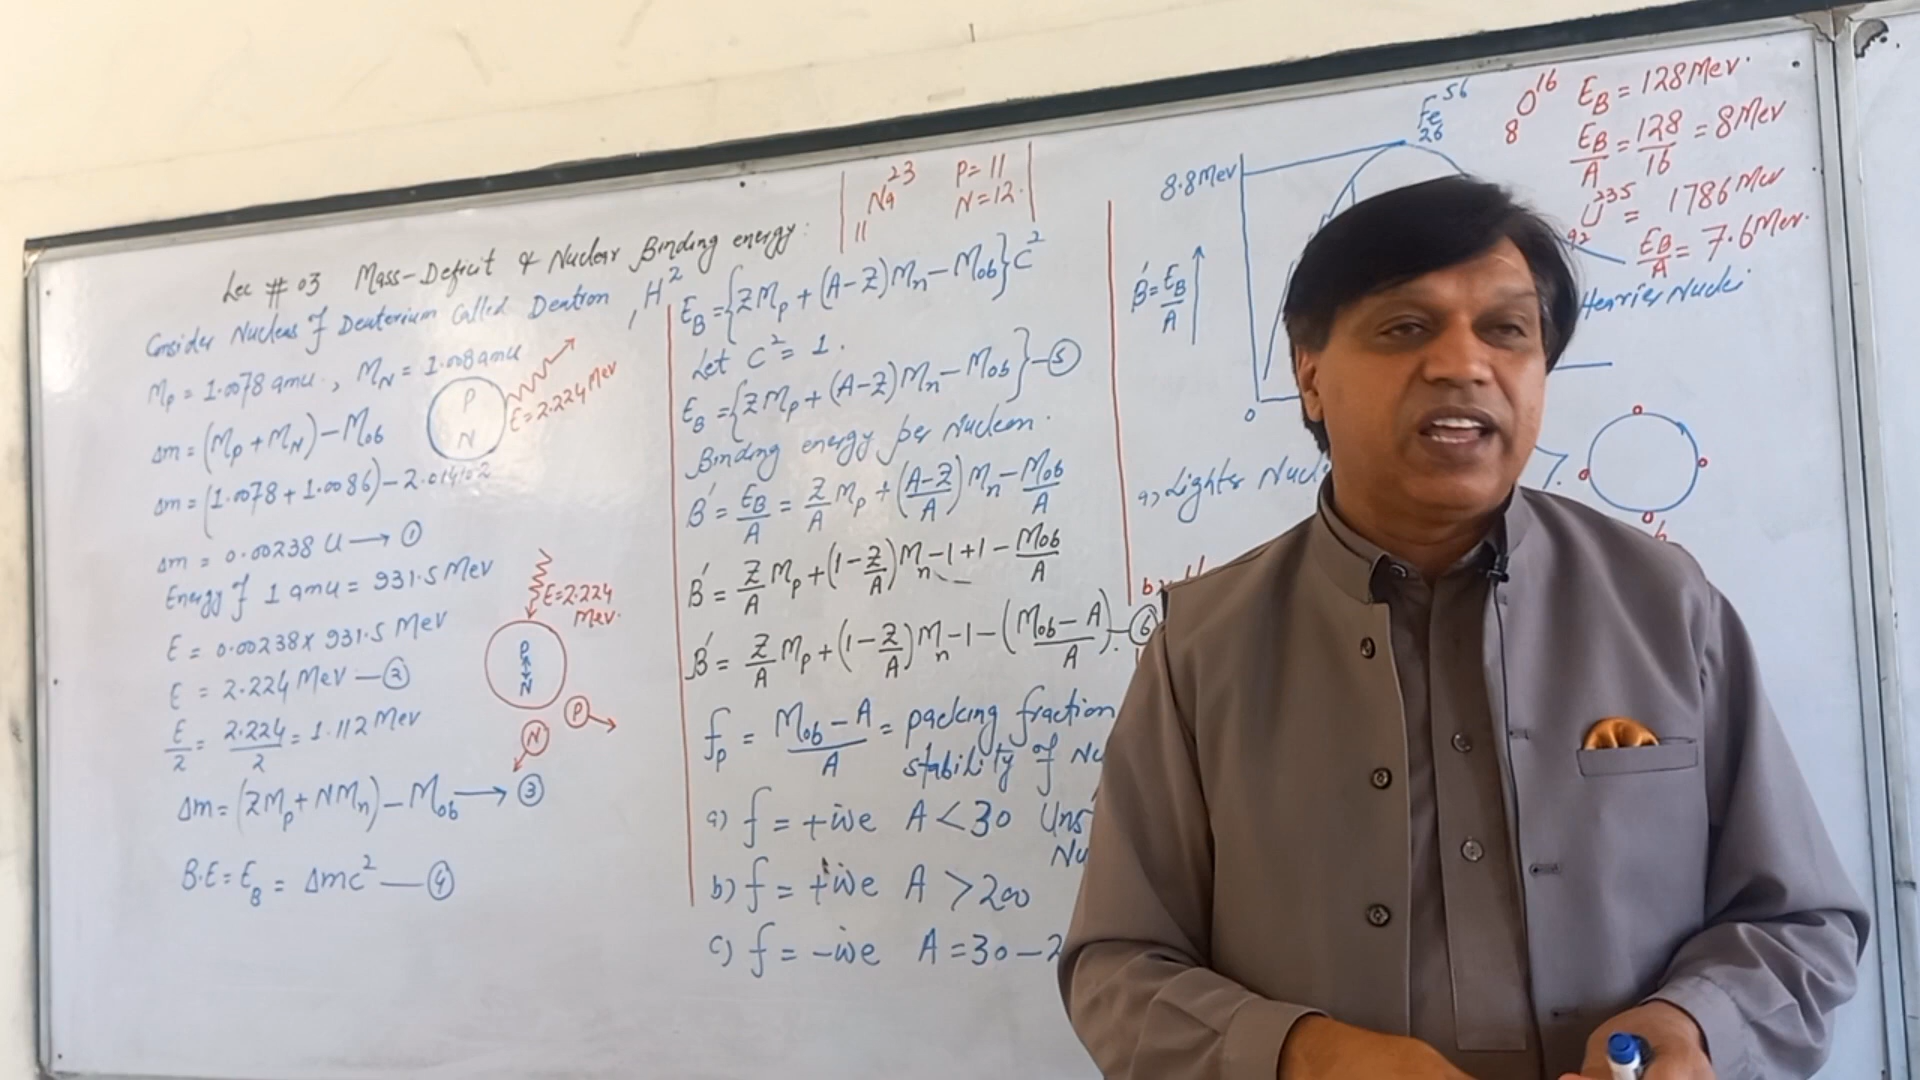 Lec # 03 Mass-Deficit & Nuclear Binding energy:
Consider Nucleus of Deuterium Called Deutron ₁H²
Mp = 1.0078 amu, MN = 1.008 amu
Δm = (Mp + MN) - Mob
Δm = (1.0078 + 1.0086) - 2.014102
Δm = 0.00238 U → ①
Energy of 1 amu = 931.5 Mev
E = 0.00238 x 931.5 Mev
E = 2.224 Mev — ②
E/2 = 2.224/2 = 1.112 Mev
Δm = (ZMp + NMn) - Mob → ③
B.E = EB = Δmc² — ④
P
N
E = 2.224 Mev
E = 2.224
Mev.
P
N
N
P
₁₁Na²³ P = 11
N = 12.
EB = {ZMp + (A-Z)Mn - Mob}C²
Let C² = 1.
EB = {ZMp + (A-Z)Mn - Mob} — ⑤
Binding energy per Nucleon.
B' = EB/A = Z/A Mp + (A-Z/A)Mn - Mob/A
B' = Z/A Mp + (1-Z/A)Mn - 1 + 1 - Mob/A
B' = Z/A Mp + (1-Z/A)Mn - 1 - (Mob - A/A). — ⑥
fp = Mob - A/A = packing fraction
stability of Nu
a) f = +ive A < 30 Uns
Nu
b) f = +ive A > 200
c) f = -ive A = 30 - 2
8.8 Mev
Fe 56
26
B' = EB/A
0
₈O¹⁶ EB = 128 Mev.
EB/A = 128/16 = 8 Mev
₉₂U²³⁵ = 1786 Mev
EB/A = 7.6 Mev.
Heavier Nuclei
a) Lighter Nucl
b